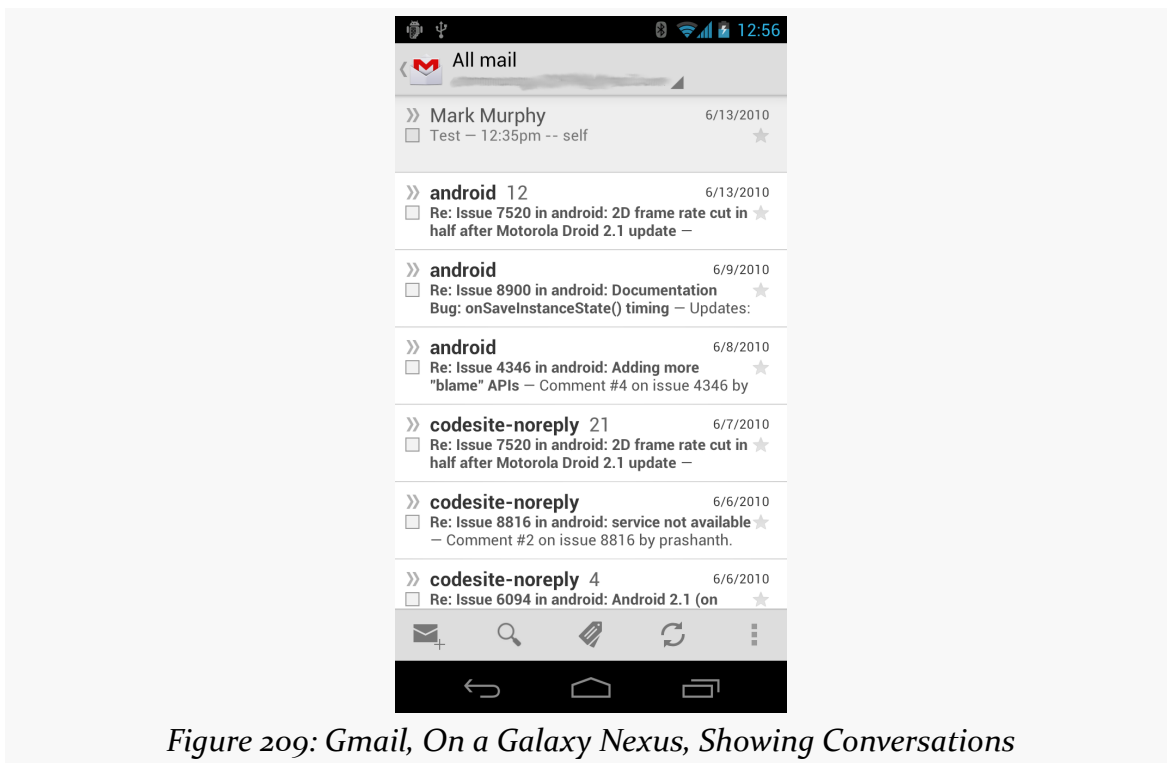 12:56
All mail
Mark Murphy 6/13/2010
Test — 12:35pm -- self
android 12 6/13/2010
Re: Issue 7520 in android: 2D frame rate cut in
half after Motorola Droid 2.1 update —
android 6/9/2010
Re: Issue 8900 in android: Documentation
Bug: onSaveInstanceState() timing — Updates:
android 6/8/2010
Re: Issue 4346 in android: Adding more
"blame" APIs — Comment #4 on issue 4346 by
codesite-noreply 21 6/7/2010
Re: Issue 7520 in android: 2D frame rate cut in
half after Motorola Droid 2.1 update —
codesite-noreply 6/6/2010
Re: Issue 8816 in android: service not available
— Comment #2 on issue 8816 by prashanth.
codesite-noreply 4 6/6/2010
Re: Issue 6094 in android: Android 2.1 (on
Figure 209: Gmail, On a Galaxy Nexus, Showing Conversations